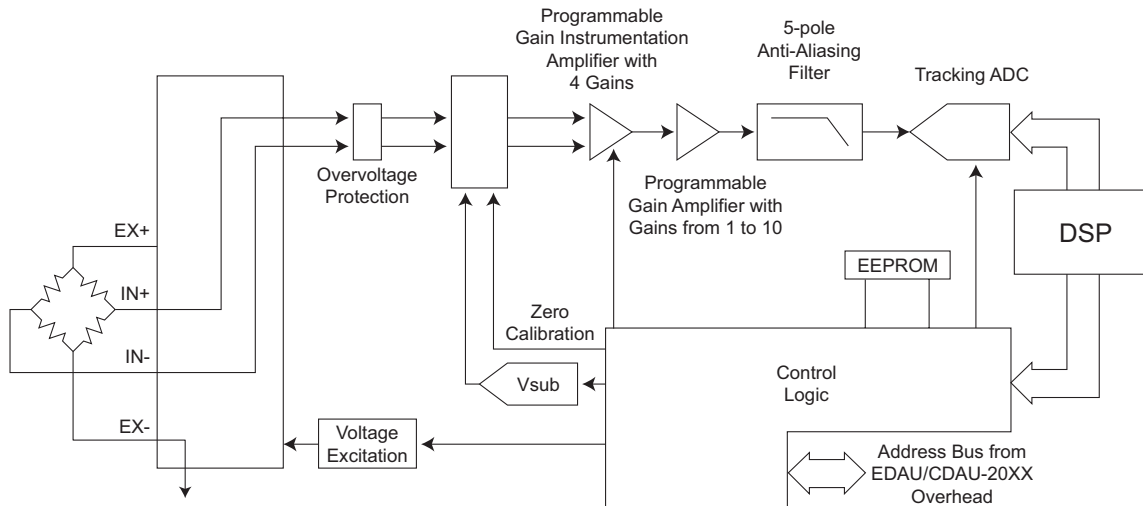 Programmable
Gain Instrumentation
Amplifier with
4 Gains
5-pole
Anti-Aliasing
Filter
Tracking ADC
Overvoltage
Protection
Programmable
Gain Amplifier with
Gains from 1 to 10
DSP
EX+
IN+
IN-
EX-
EEPROM
Zero
Calibration
Vsub
Control
Logic
Voltage
Excitation
Address Bus from
EDAU/CDAU-20XX
Overhead